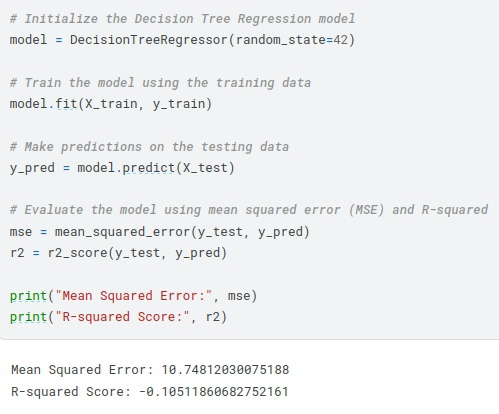 # Initialize the Decision Tree Regression model
model = DecisionTreeRegressor(random_state=42)
# Train the model using the training data
model.fit(X_train, y_train)
# Make predictions on the testing data
y_pred = model.predict(X_test)
# Evaluate the model using mean squared error (MSE) and R-squared
mse = mean_squared_error(y_test, y_pred)
r2 = r2_score(y_test, y_pred)
print("Mean Squared Error:", mse)
print("R-squared Score:", r2)
Mean Squared Error: 10.74812030075188
R-squared Score: -0.10511860682752161